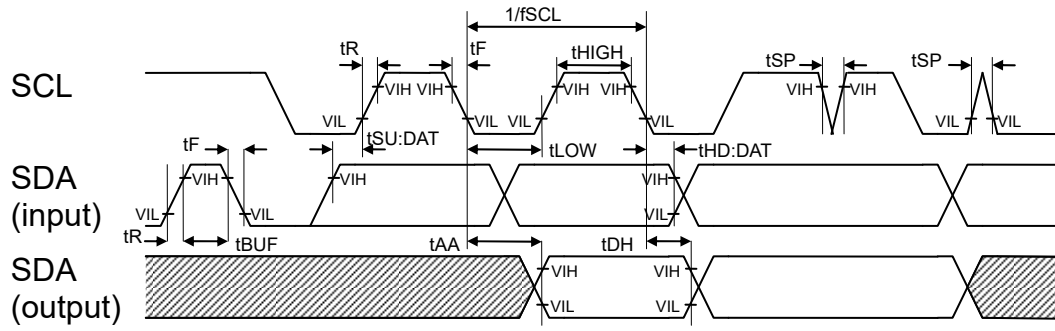 1/fSCL
tR tF tHIGH tSP tSP
SCL VIH VIH VIH VIH VIH VIH
VIL VIL VIL VIL VIL VIL
tSU:DAT
tF tLOW tHD:DAT
SDA VIH VIH VIH
(input) VIL VIL VIL
tR tBUF tAA tDH
SDA VIH VIH
(output) VIL VIL